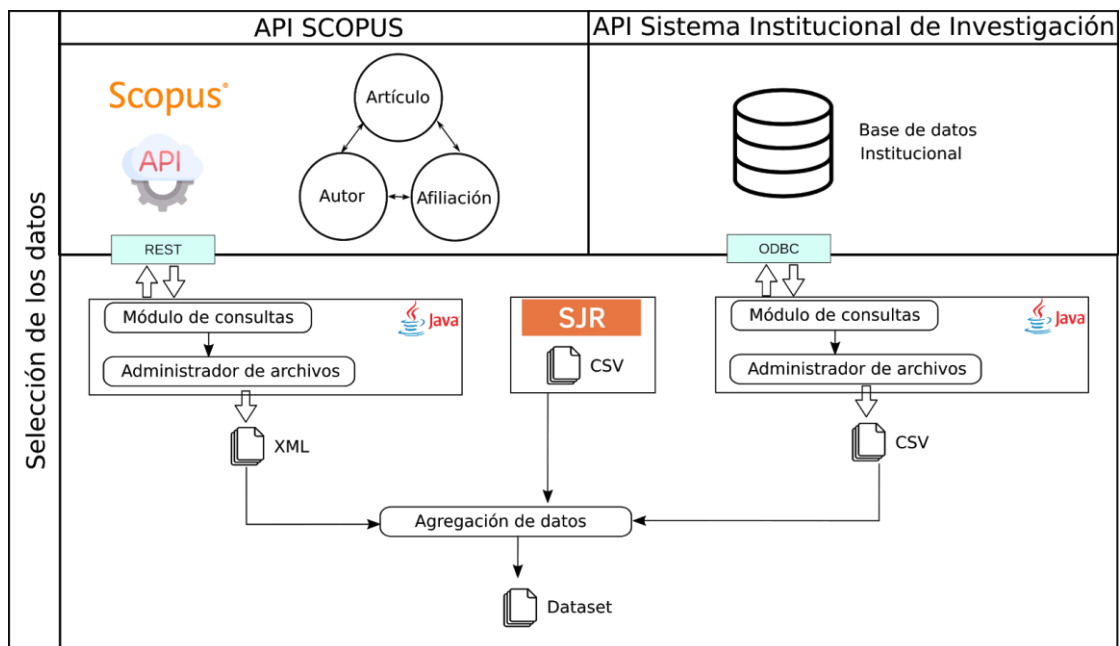 API SCOPUS
API Sistema Institucional de Investigación
Selección de los datos
Scopus®
API
Artículo
Autor
Afiliación
Base de datos
Institucional
REST
ODBC
Módulo de consultas
Administrador de archivos
Java
SJR
CSV
Módulo de consultas
Administrador de archivos
Java
XML
CSV
Agregación de datos
Dataset